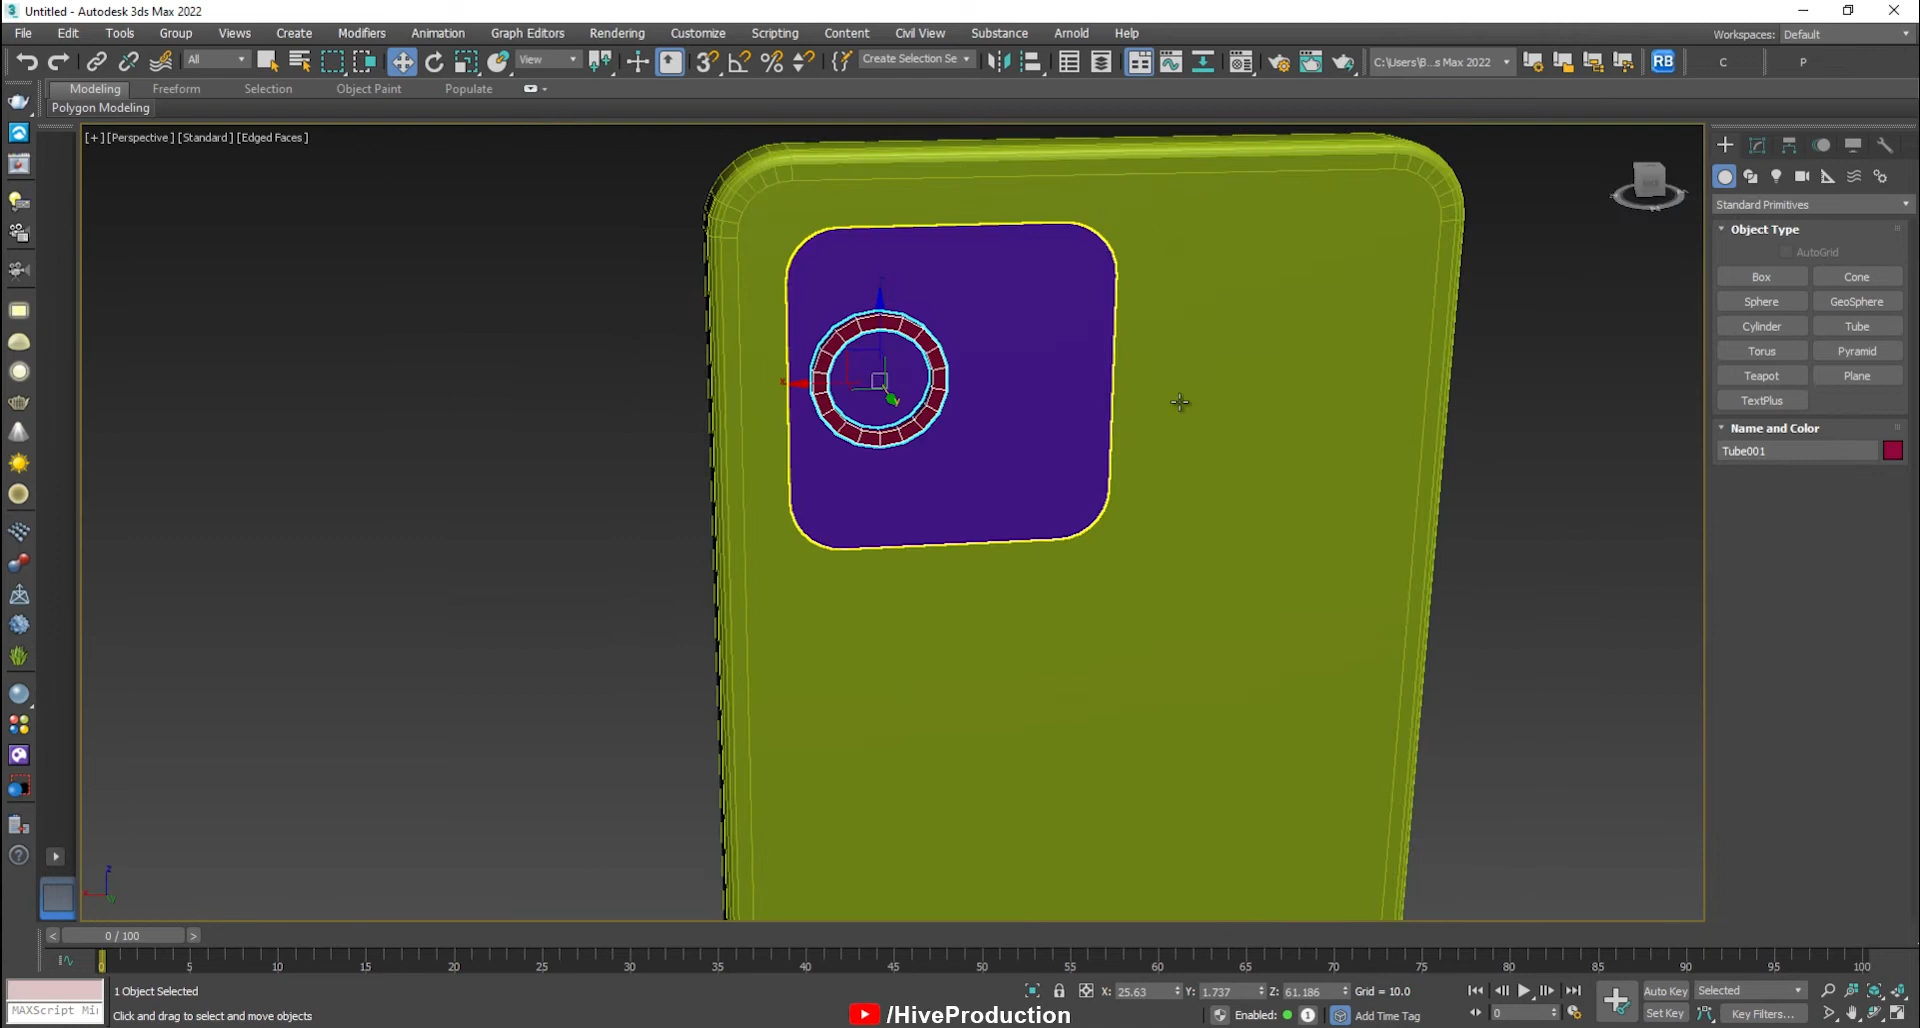 Untitled - Autodesk 3ds Max 2022
File Edit Tools Group Views Create Modifiers Animation Graph Editors Rendering Customize Scripting Content Civil View Substance Arnold Help Workspaces: Default
All View Create Selection Se C:\Users\B...s Max 2022 RB C P
Modeling Freeform Selection Object Paint Populate
Polygon Modeling
[+] [Perspective] [Standard] [Edged Faces]
Standard Primitives
Object Type
AutoGrid
Box Cone
Sphere GeoSphere
Cylinder Tube
Torus Pyramid
Teapot Plane
TextPlus
Name and Color
Tube001
x
y
z
< 0 / 100 >
0 5 10 15 20 25 30 35 40 45 50 55 60 65 70 75 80 85 90 95 100
1 Object Selected X: 25.63 Y: 1.737 Z: 61.186 Grid = 10.0 Auto Key Selected
MAXScript Mi
Click and drag to select and move objects /HiveProduction Enabled: 1 Add Time Tag 0 Set Key Key Filters...